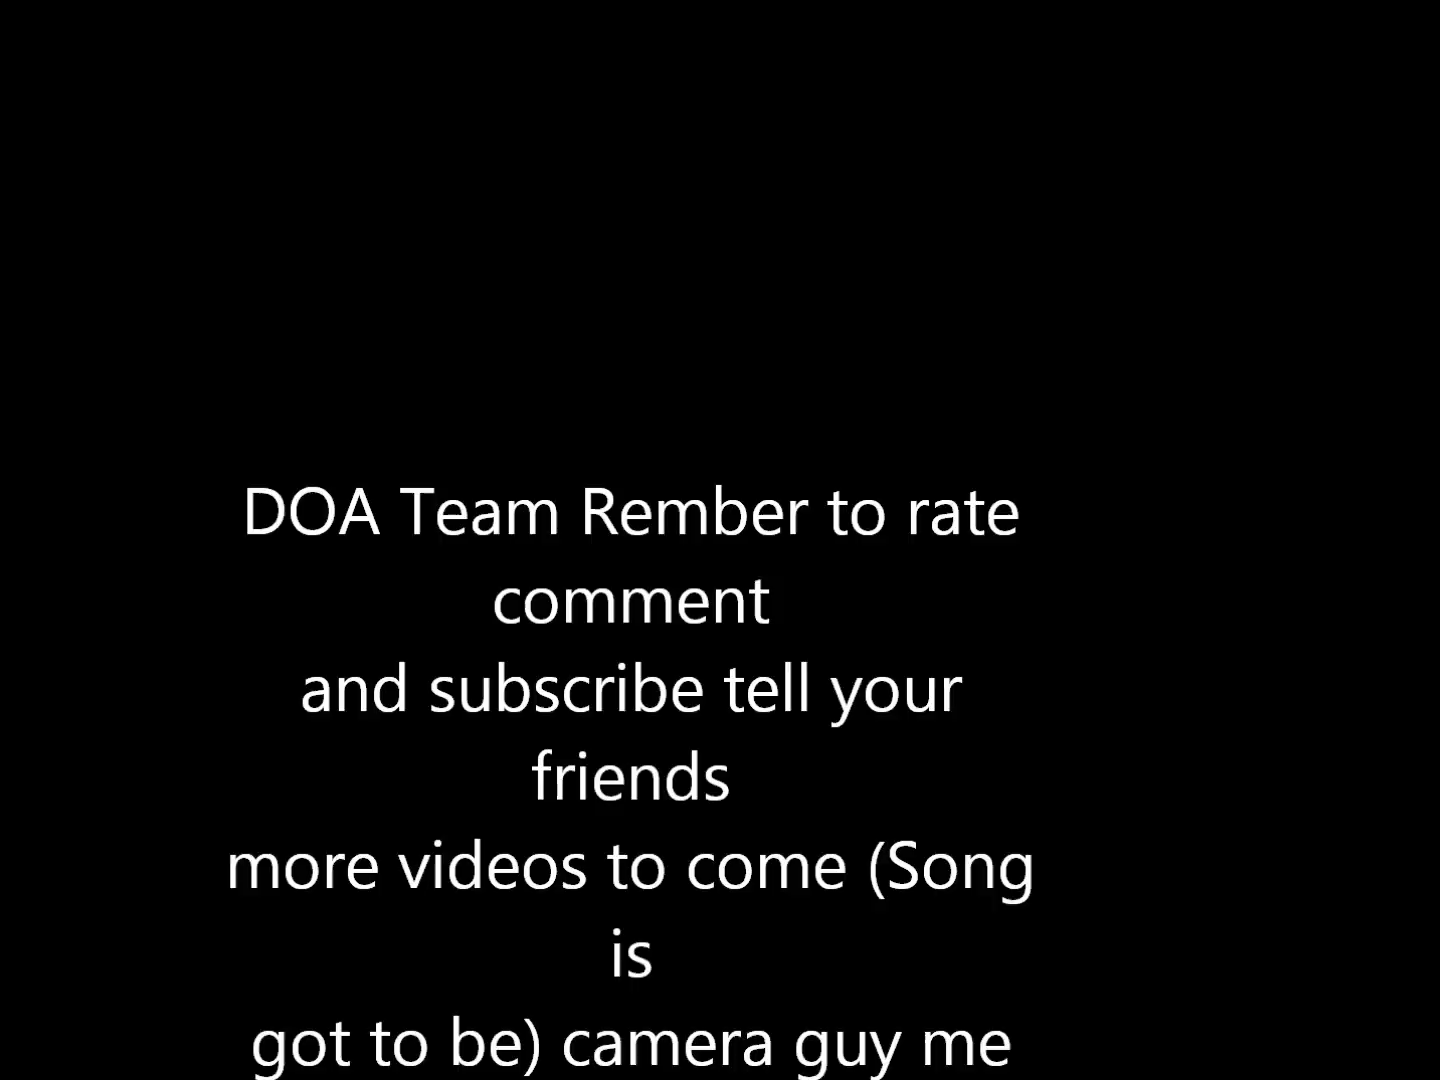 DOA Team Rember to rate
comment
and subscribe tell your
friends
more videos to come (Song
is
got to be) camera guy me